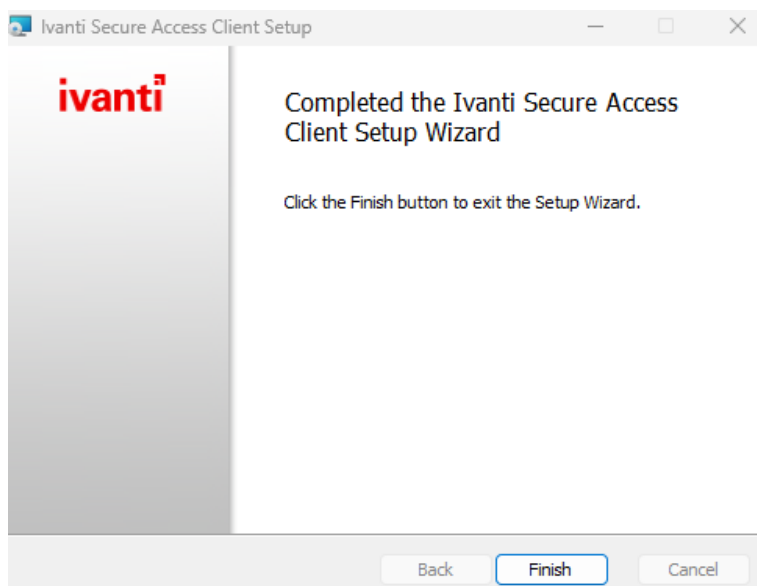 Ivanti Secure Access Client Setup
ivanti
Completed the Ivanti Secure Access
Client Setup Wizard
Click the Finish button to exit the Setup Wizard.
Back Finish Cancel